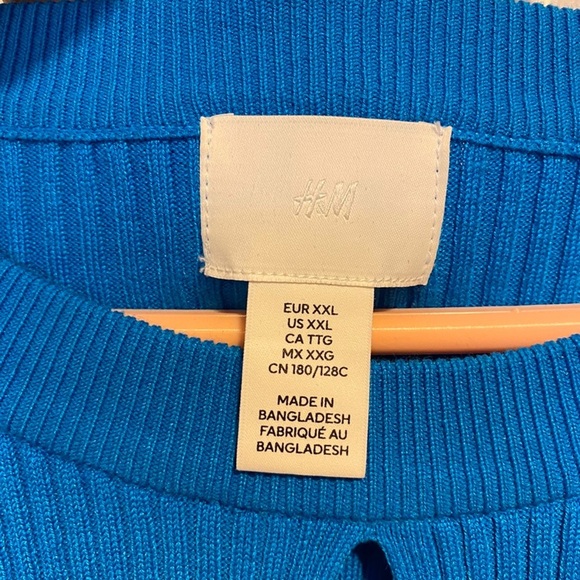 H&M
EUR XXL
US XXL
CA TTG
MX XXG
CN 180/128C
MADE IN
BANGLADESH
FABRIQUÉ AU
BANGLADESH